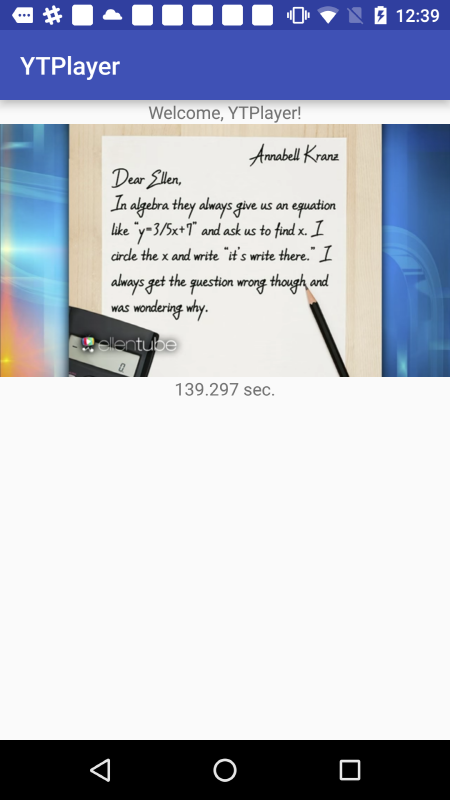 12:39
YTPlayer
Welcome, YTPlayer!
Annabell Kranz
Dear Ellen,
In algebra they always give us an equation
like "y=3/5x+7" and ask us to find x. I
circle the x and write "it's write there." I
always get the question wrong though and
was wondering why.
ellentube
0
139.297 sec.